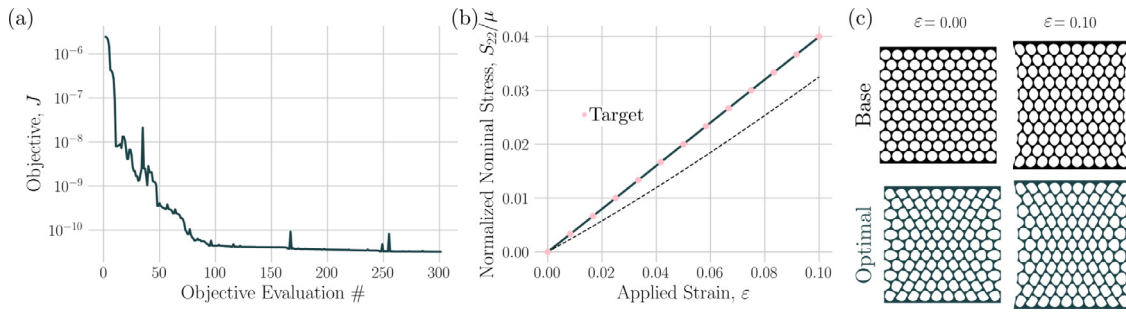 (a)
Objective, J
10⁻⁶
10⁻⁷
10⁻⁸
10⁻⁹
10⁻¹⁰
0 50 100 150 200 250 300
Objective Evaluation #
(b)
Normalized Nominal Stress, S₂₂/μ
0.04
0.03
0.02
0.01
0.00
Target
0.00 0.02 0.04 0.06 0.08 0.10
Applied Strain, ε
(c)
ε = 0.00 ε = 0.10
Base
Optimal